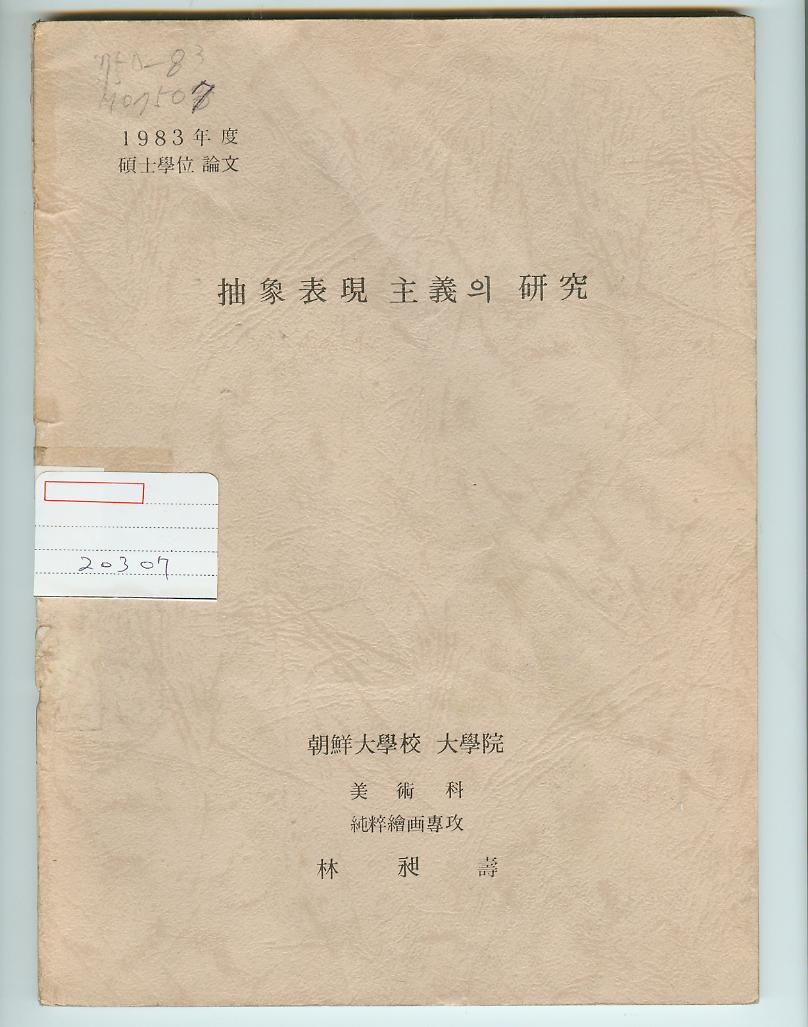 1983年度
碩士學位 論文
抽象表現 主義의 研究
20307
朝鮮大學校 大學院
美術科
純粹繪画專攻
林昶壽